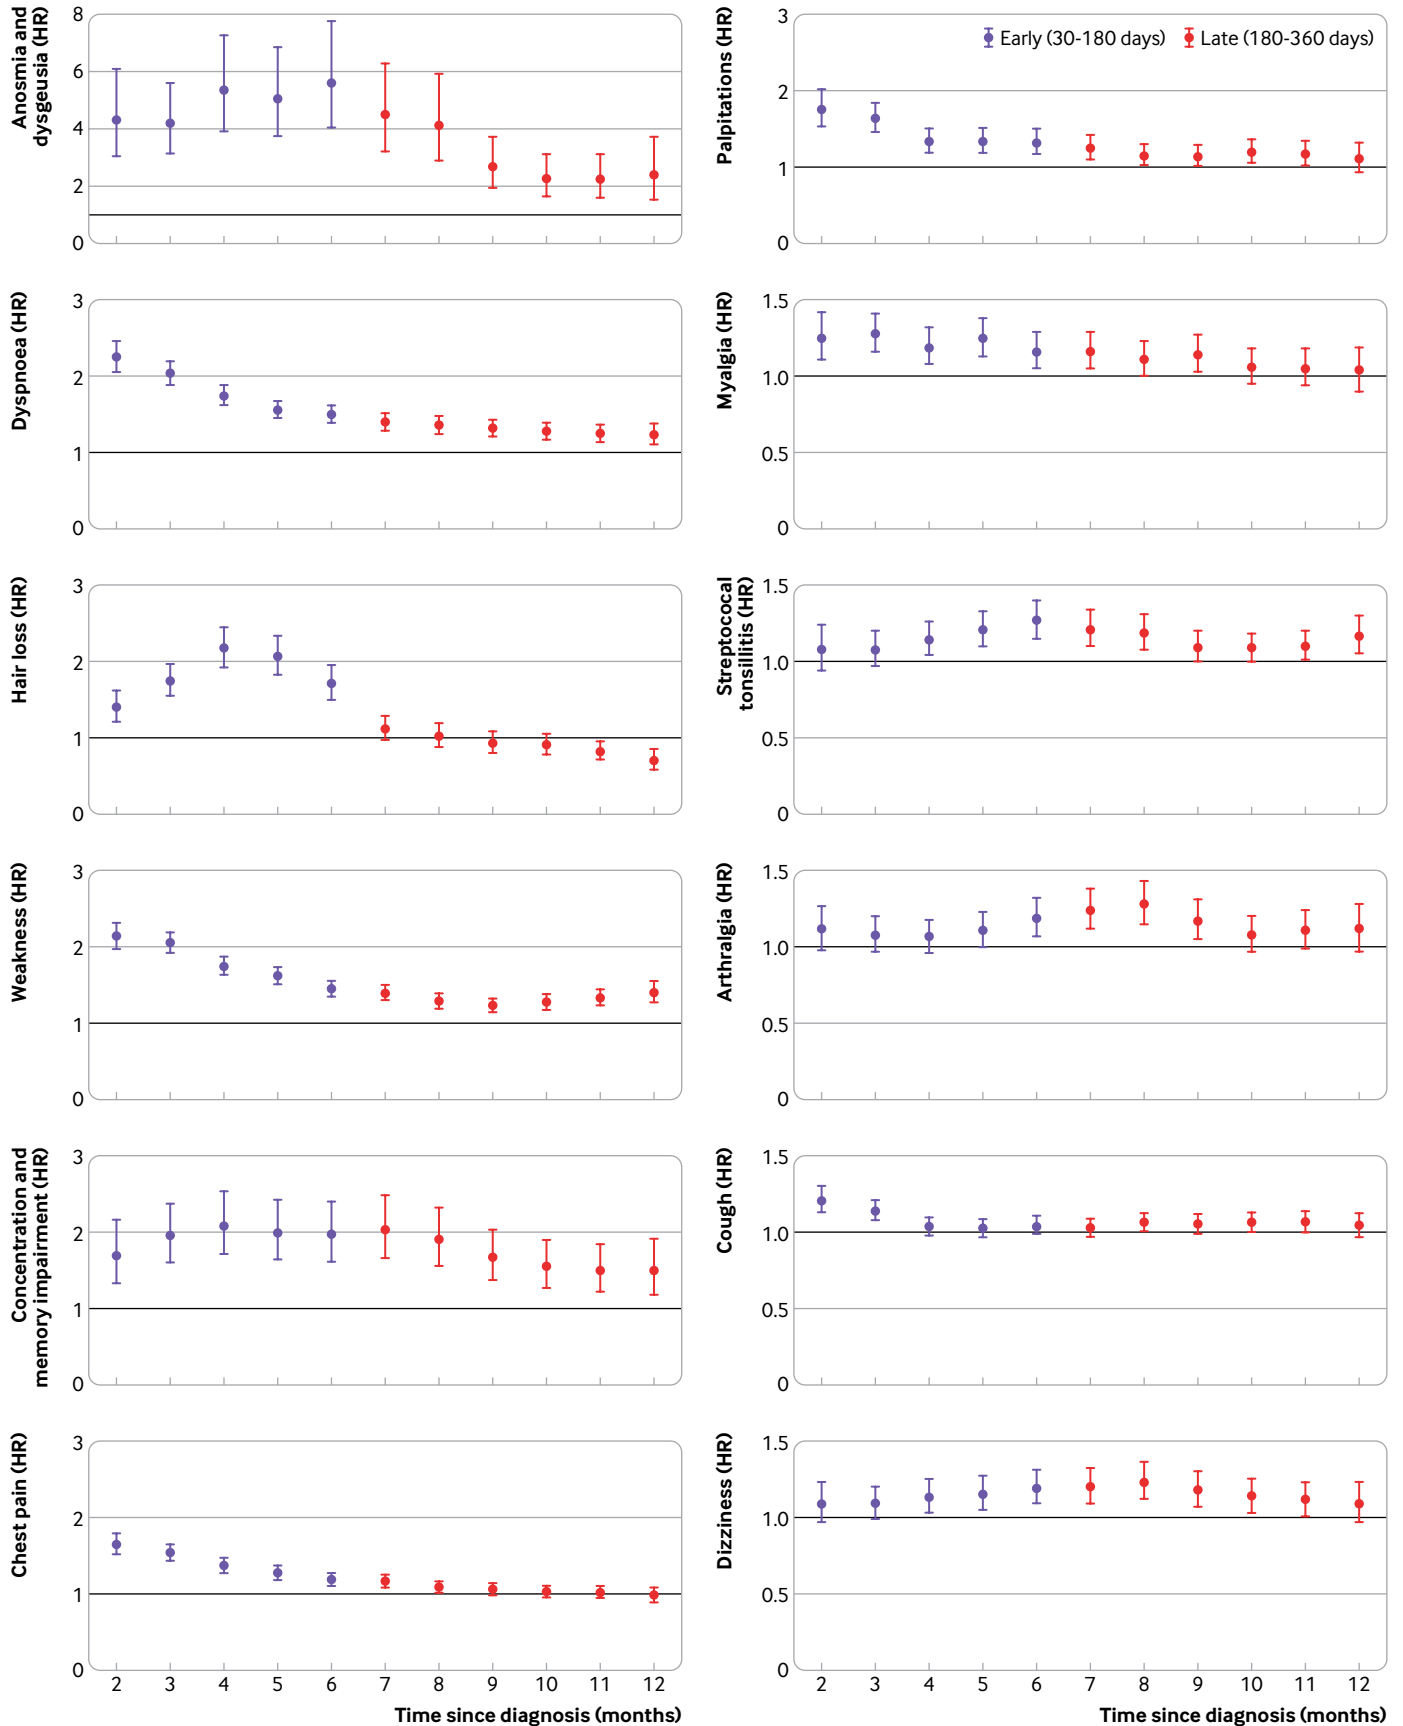 Anosmia and
dysgeusia (HR)
8
6
4
2
0
Palpitations (HR)
3
2
1
0
Early (30-180 days)
Late (180-360 days)
Dyspnoea (HR)
3
2
1
0
Myalgia (HR)
1.5
1.0
0.5
0
Hair loss (HR)
3
2
1
0
Streptococcal
tonsillitis (HR)
1.5
1.0
0.5
0
Weakness (HR)
3
2
1
0
Arthralgia (HR)
1.5
1.0
0.5
0
Concentration and
memory impairment (HR)
3
2
1
0
Cough (HR)
1.5
1.0
0.5
0
Chest pain (HR)
3
2
1
0
2 3 4 5 6 7 8 9 10 11 12
Time since diagnosis (months)
Dizziness (HR)
1.5
1.0
0.5
0
2 3 4 5 6 7 8 9 10 11 12
Time since diagnosis (months)